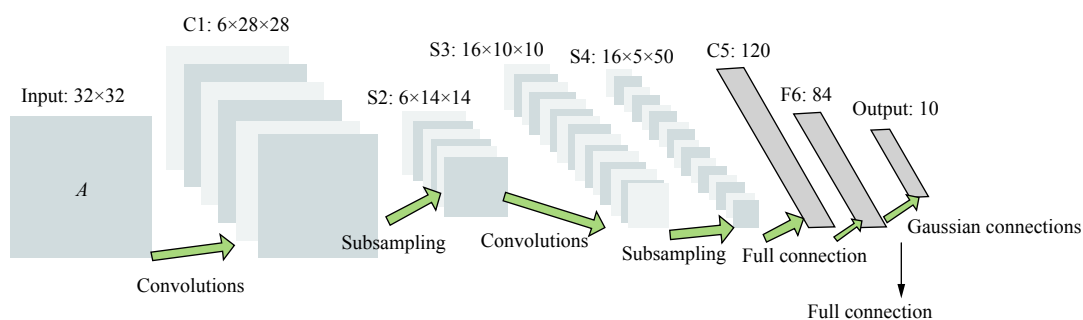 Input: 32×32
A
C1: 6×28×28
Convolutions
S2: 6×14×14
Subsampling
S3: 16×10×10
Convolutions
S4: 16×5×50
Subsampling
C5: 120
Full connection
F6: 84
Output: 10
Gaussian connections
Full connection